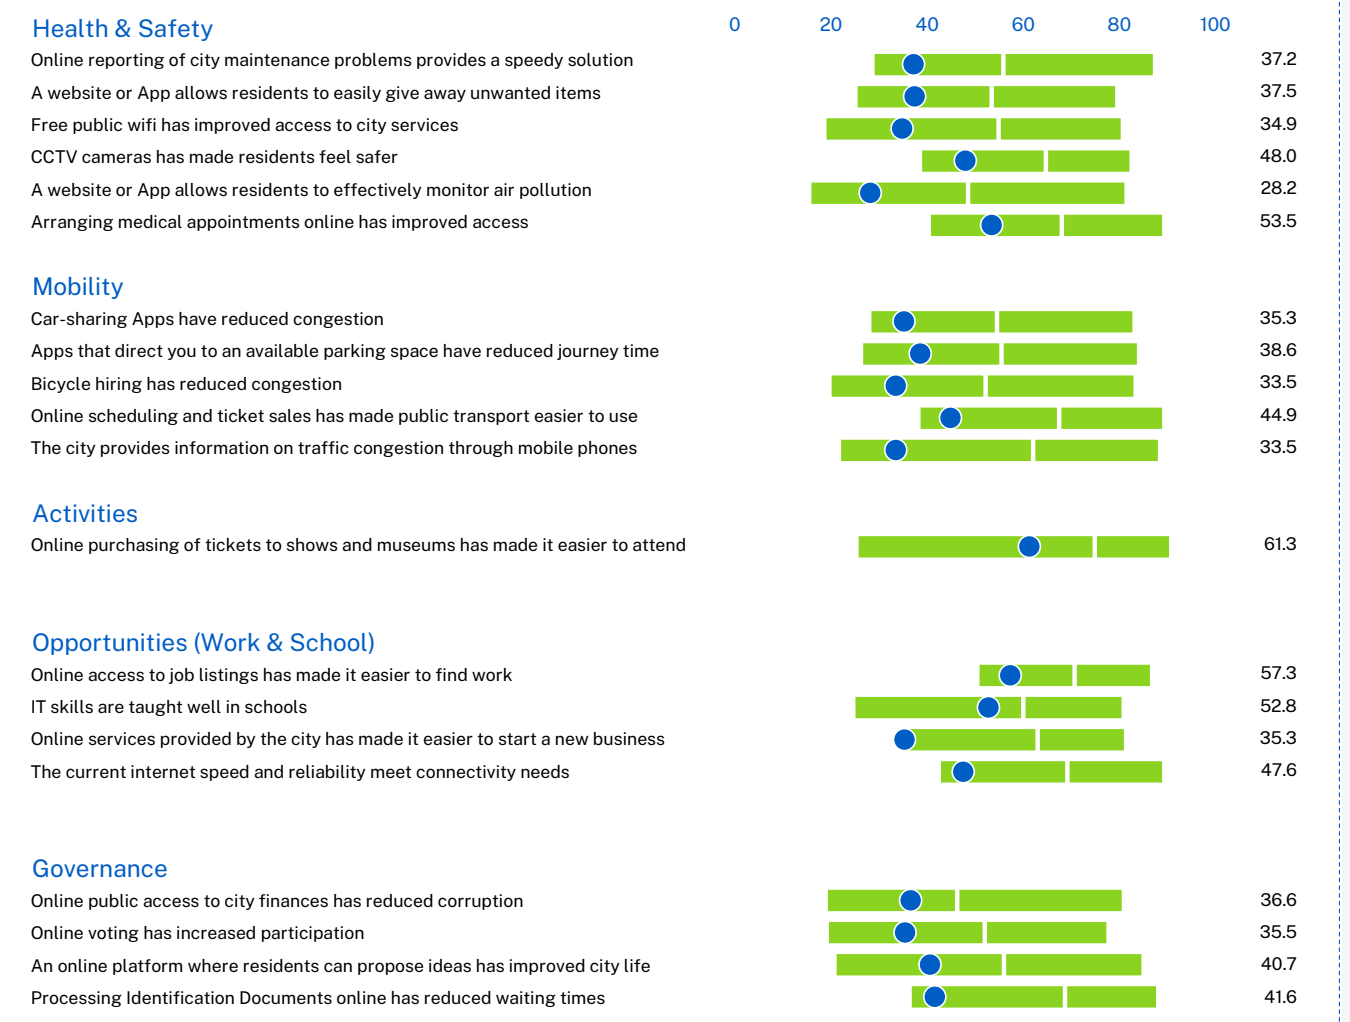 Health & Safety 0 20 40 60 80 100
Online reporting of city maintenance problems provides a speedy solution 37.2
A website or App allows residents to easily give away unwanted items 37.5
Free public wifi has improved access to city services 34.9
CCTV cameras has made residents feel safer 48.0
A website or App allows residents to effectively monitor air pollution 28.2
Arranging medical appointments online has improved access 53.5
Mobility
Car-sharing Apps have reduced congestion 35.3
Apps that direct you to an available parking space have reduced journey time 38.6
Bicycle hiring has reduced congestion 33.5
Online scheduling and ticket sales has made public transport easier to use 44.9
The city provides information on traffic congestion through mobile phones 33.5
Activities
Online purchasing of tickets to shows and museums has made it easier to attend 61.3
Opportunities (Work & School)
Online access to job listings has made it easier to find work 57.3
IT skills are taught well in schools 52.8
Online services provided by the city has made it easier to start a new business 35.3
The current internet speed and reliability meet connectivity needs 47.6
Governance
Online public access to city finances has reduced corruption 36.6
Online voting has increased participation 35.5
An online platform where residents can propose ideas has improved city life 40.7
Processing Identification Documents online has reduced waiting times 41.6